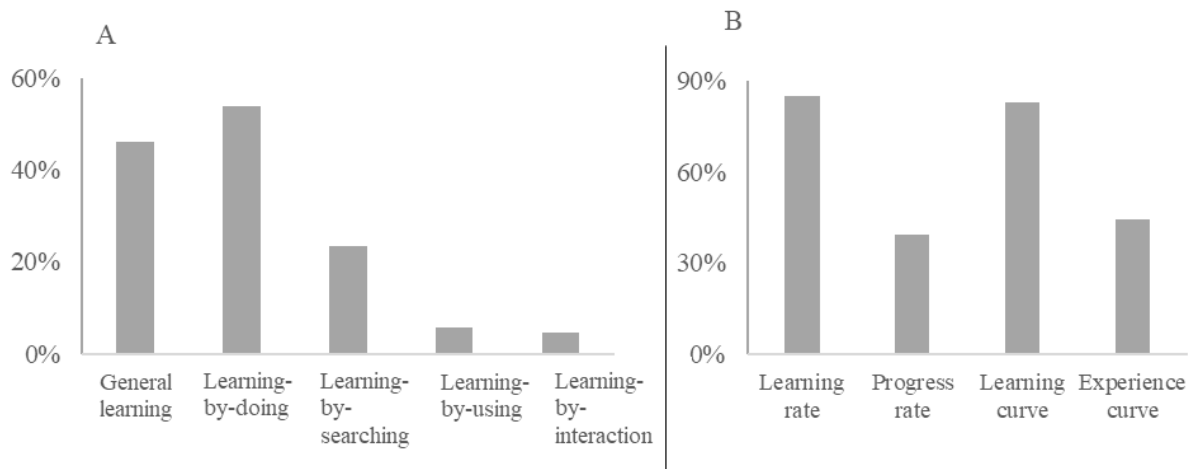 A
60%
40%
20%
0%
General
learning
Learning-
by-doing
Learning-
by-
searching
Learning-
by-using
Learning-
by-
interaction
B
90%
60%
30%
0%
Learning
rate
Progress
rate
Learning
curve
Experience
curve